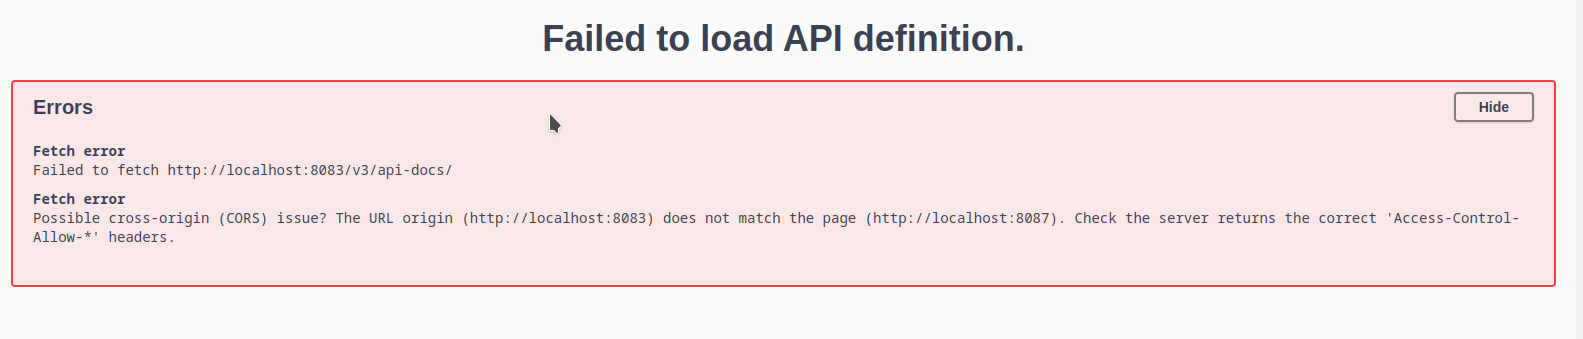 Failed to load API definition.
Errors
Hide
Fetch error
Failed to fetch http://localhost:8083/v3/api-docs/
Fetch error
Possible cross-origin (CORS) issue? The URL origin (http://localhost:8083) does not match the page (http://localhost:8087). Check the server returns the correct 'Access-Control-
Allow-*' headers.